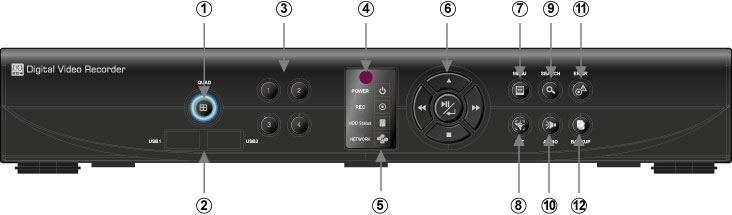 ① ③ ④ ⑥ ⑦ ⑨ ⑪
Digital Video Recorder
QUAD
1 2
3 4
USB1 USB2
POWER
REC
HDD Status
NETWORK
MENU SEARCH
BACKUP
② ⑤ ⑧ ⑩ ⑫